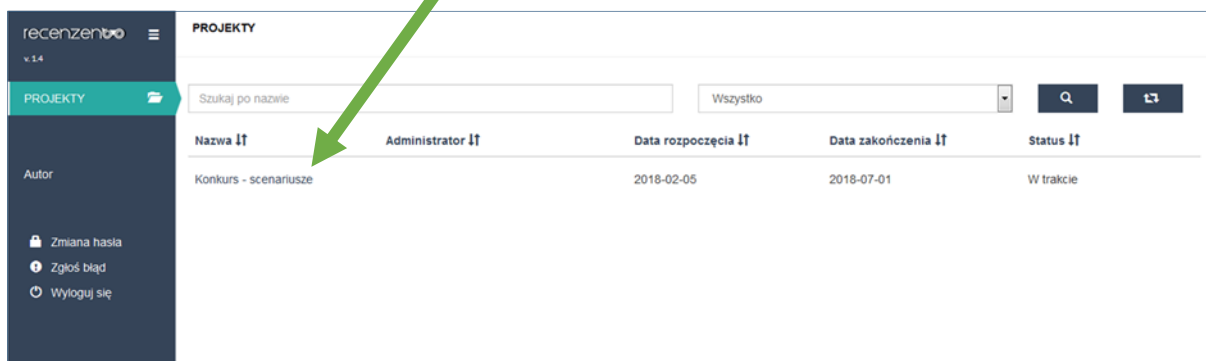 recenzentoo
v. 1.4
PROJEKTY
PROJEKTY
Szukaj po nazwie
Wszystko
Nazwa Administrator Data rozpoczęcia Data zakończenia Status
Konkurs - scenariusze 2018-02-05 2018-07-01 W trakcie
Autor
Zmiana hasła
Zgłoś błąd
Wyloguj się